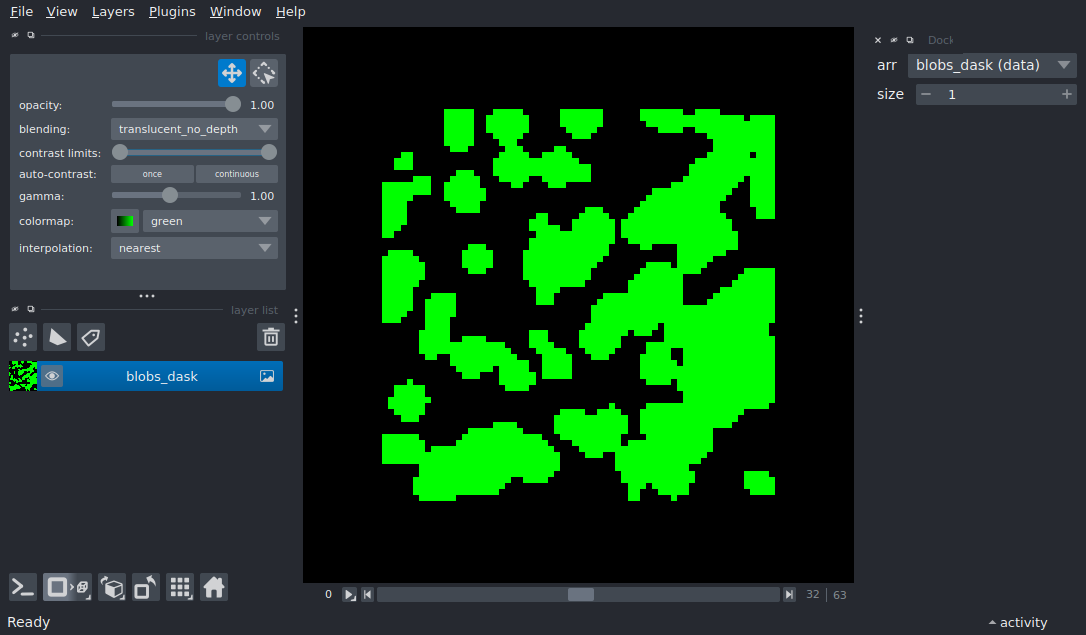 File View Layers Plugins Window Help
layer controls
opacity: 1.00
blending: translucent_no_depth
contrast limits:
auto-contrast: once continuous
gamma: 1.00
colormap: green
interpolation: nearest
layer list
blobs_dask
Dock
arr blobs_dask (data)
size 1
0 32 63
Ready
activity